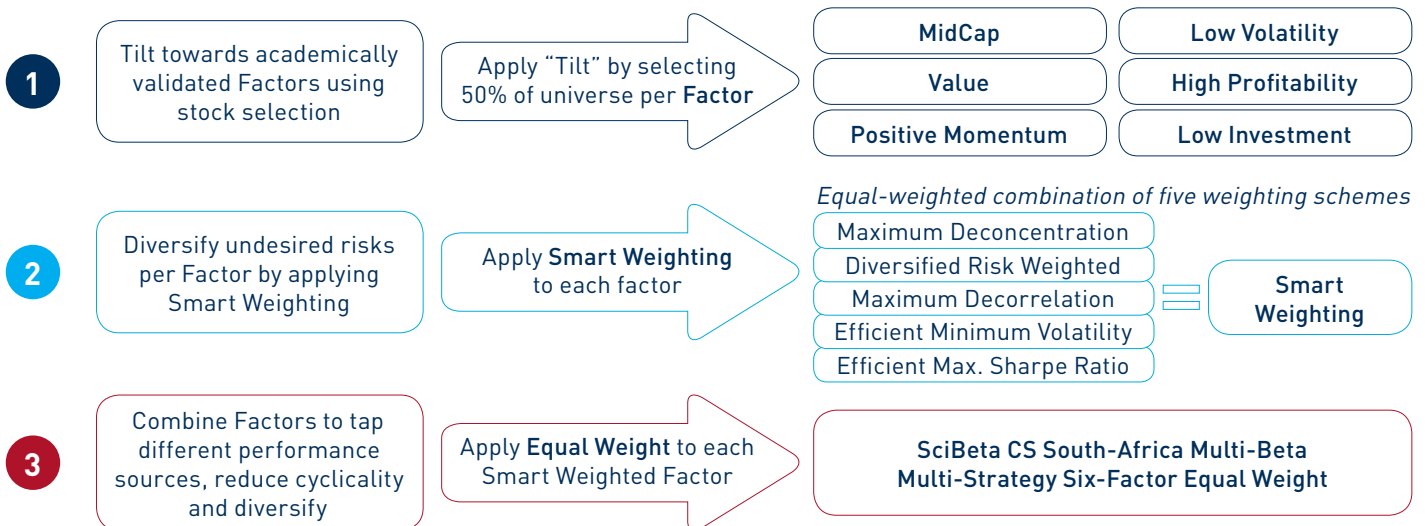 1
Tilt towards academically
validated Factors using
stock selection
Apply “Tilt” by selecting
50% of universe per Factor
MidCap
Low Volatility
Value
High Profitability
Positive Momentum
Low Investment
2
Diversify undesired risks
per Factor by applying
Smart Weighting
Apply Smart Weighting
to each factor
Equal-weighted combination of five weighting schemes
Maximum Deconcentration
Diversified Risk Weighted
Maximum Decorrelation
Efficient Minimum Volatility
Efficient Max. Sharpe Ratio
Smart
Weighting
3
Combine Factors to tap
different performance
sources, reduce cyclicality
and diversify
Apply Equal Weight to each
Smart Weighted Factor
SciBeta CS South-Africa Multi-Beta
Multi-Strategy Six-Factor Equal Weight